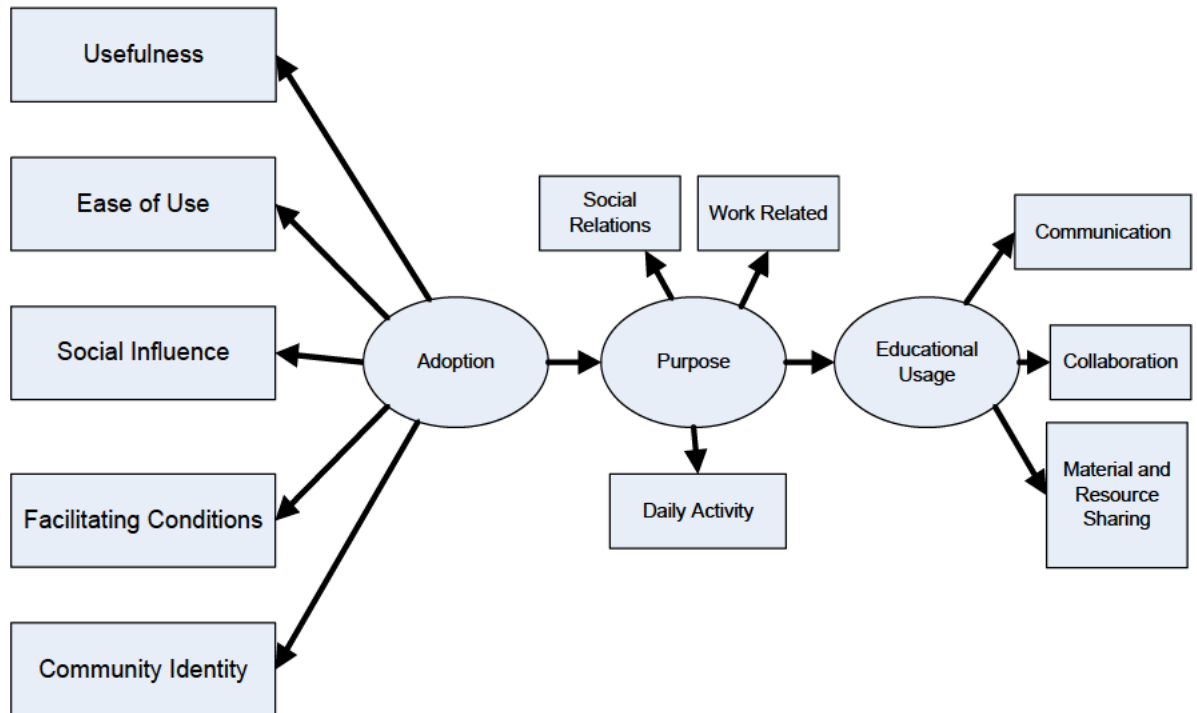 Usefulness
Ease of Use
Social Influence
Facilitating Conditions
Community Identity
Adoption
Social
Relations
Work Related
Purpose
Daily Activity
Educational
Usage
Communication
Collaboration
Material and
Resource
Sharing